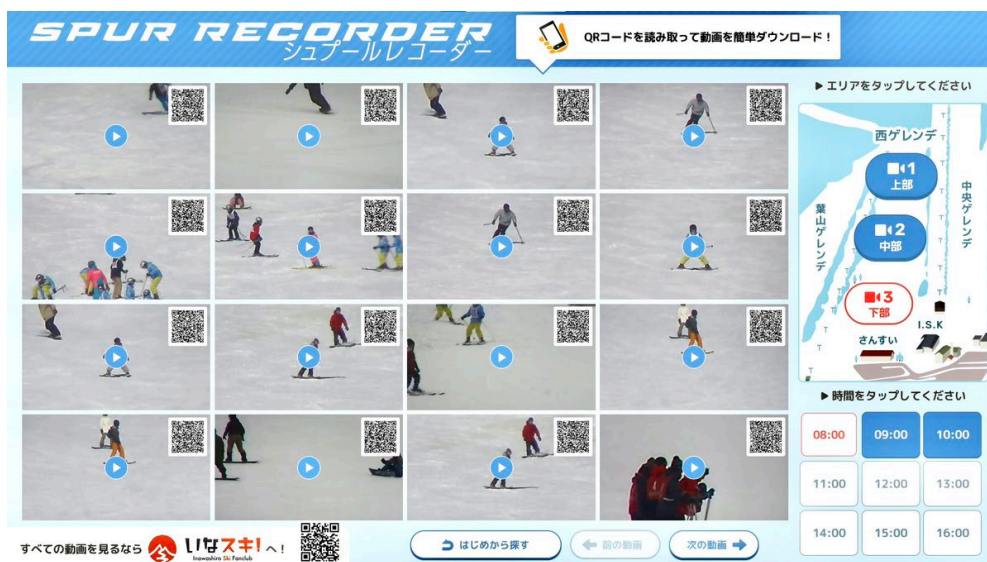 SPUR RECORDER
シュプールレコーダー
QRコードを読み取って動画を簡単ダウンロード！
▶エリアをタップしてください
西ゲレンデ
1
上部
中央ゲレンデ
葉山ゲレンデ
2
中部
3
下部
I.S.K
さんすい
▶時間をタップしてください
08:00 09:00 10:00
11:00 12:00 13:00
14:00 15:00 16:00
すべての動画を見るなら いなスキ！へ！
Inawashiro Ski Fanclub
はじめから探す
前の動画
次の動画